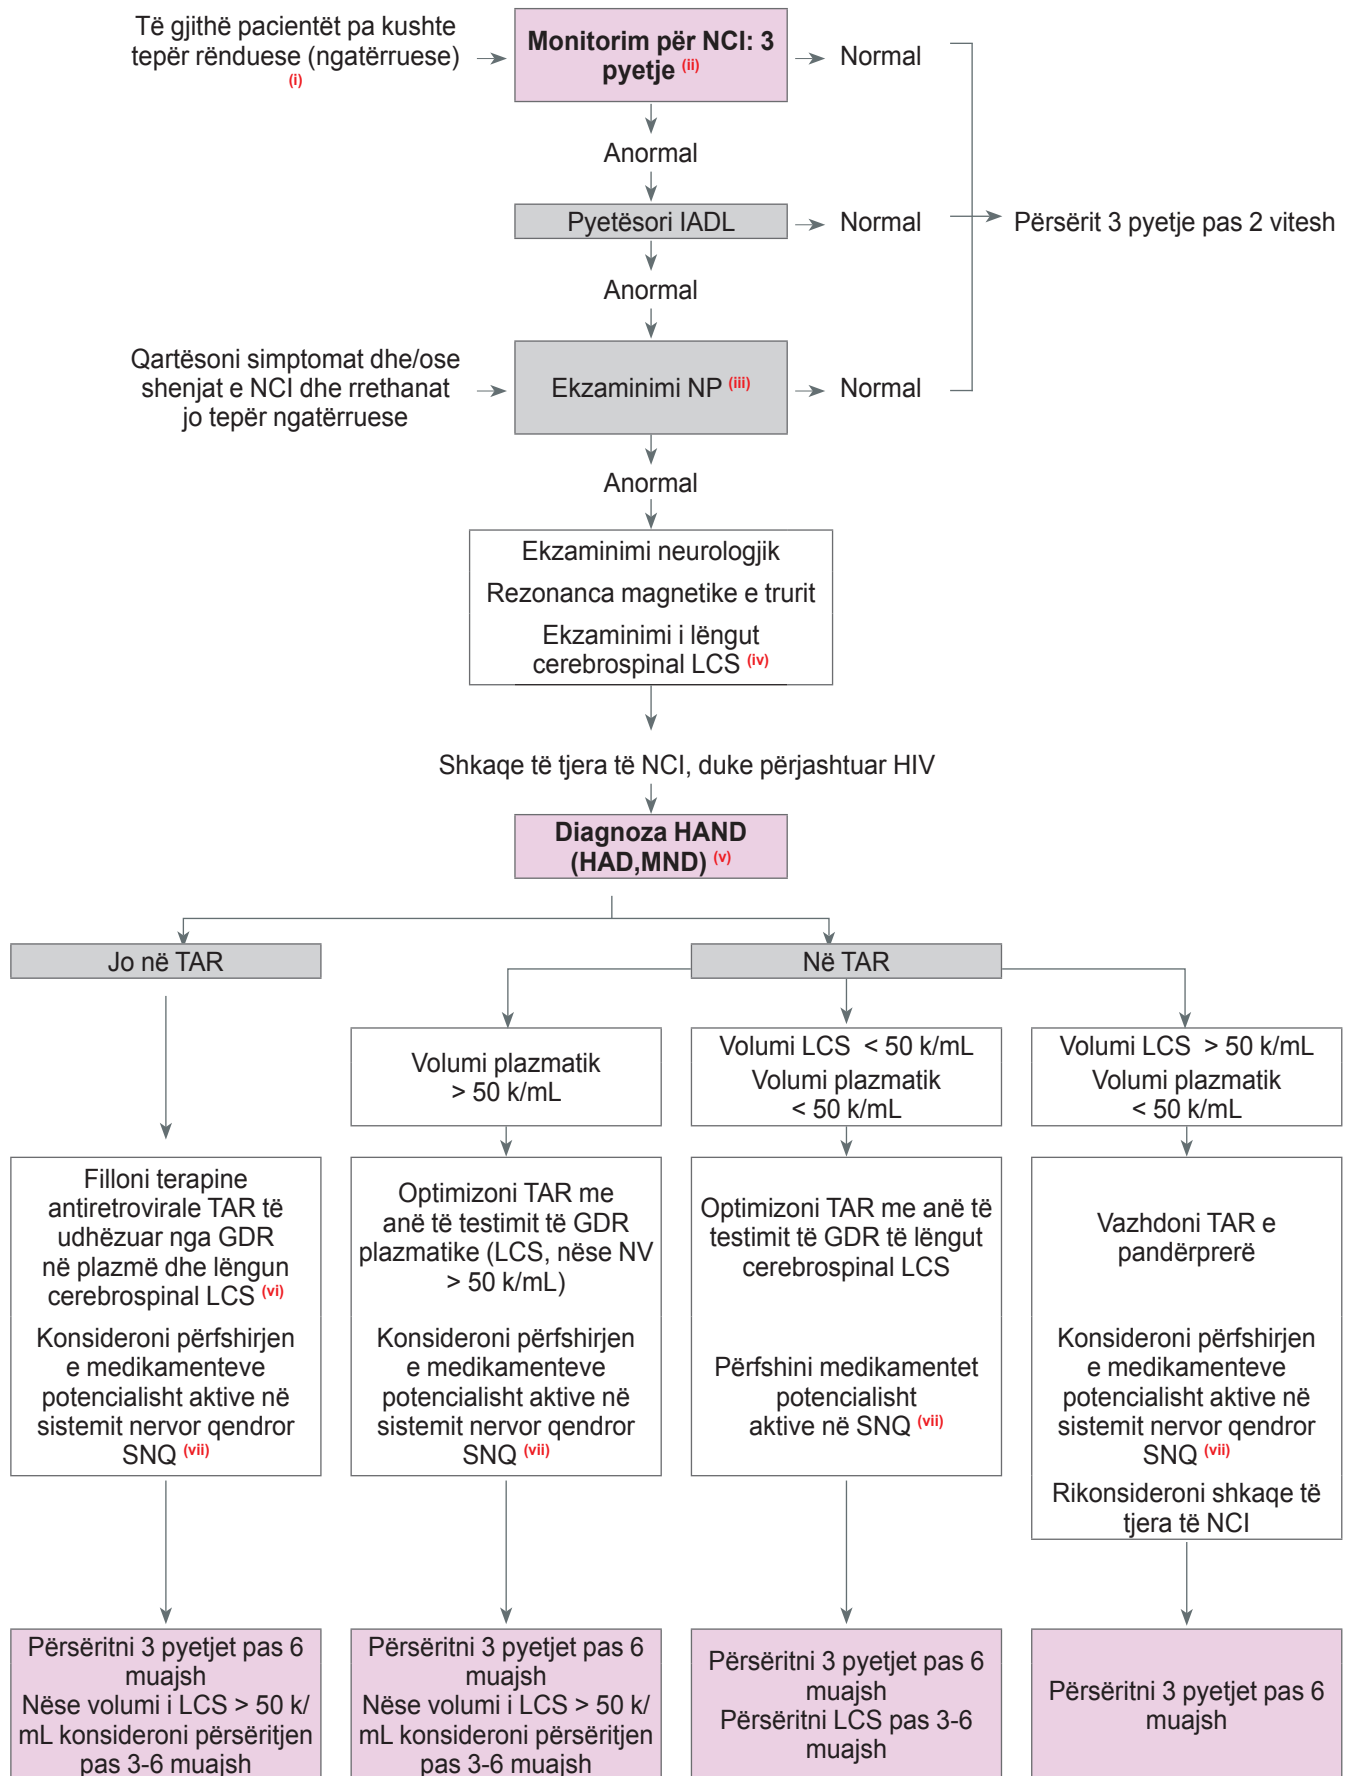 Të gjithë pacientët pa kushte
tepër rënduese (ngatërruese)
(i)
Monitorim për NCI: 3
pyetje (ii)
Normal
Anormal
Pyetësori IADL
Normal
Përsërit 3 pyetje pas 2 vitesh
Anormal
Qartësoni simptomat dhe/ose
shenjat e NCI dhe rrethanat
jo tepër ngatërruese
Ekzaminimi NP (iii)
Normal
Anormal
Ekzaminimi neurologjik
Rezonanca magnetike e trurit
Ekzaminimi i lëngut
cerebrospinal LCS (iv)
Shkaqe të tjera të NCI, duke përjashtuar HIV
Diagnoza HAND
(HAD,MND) (v)
Jo në TAR
Në TAR
Volumi plazmatik
> 50 k/mL
Volumi LCS < 50 k/mL
Volumi plazmatik
< 50 k/mL
Volumi LCS > 50 k/mL
Volumi plazmatik
< 50 k/mL
Filloni terapine
antiretrovirale TAR të
udhëzuar nga GDR
në plazmë dhe lëngun
cerebrospinal LCS (vi)
Konsideroni përfshirjen
e medikamenteve
potencialisht aktive në
sistemit nervor qendror
SNQ (vii)
Optimizoni TAR me
anë të testimit të GDR
plazmatike (LCS, nëse NV
> 50 k/mL)
Konsideroni përfshirjen
e medikamenteve
potencialisht aktive në
sistemit nervor qendror
SNQ (vii)
Optimizoni TAR me anë të
testimit të GDR të lëngut
cerebrospinal LCS
Përfshini medikamentet
potencialisht
aktive në SNQ (vii)
Vazhdoni TAR e
pandërprerë
Konsideroni përfshirjen
e medikamenteve
potencialisht aktive në
sistemit nervor qendror
SNQ (vii)
Rikonsideroni shkaqe të
tjera të NCI
Përsëritni 3 pyetjet pas 6
muajsh
Nëse volumi i LCS > 50 k/
mL konsideroni përsëritjen
pas 3-6 muajsh
Përsëritni 3 pyetjet pas 6
muajsh
Nëse volumi i LCS > 50 k/
mL konsideroni përsëritjen
pas 3-6 muajsh
Përsëritni 3 pyetjet pas 6
muajsh
Përsëritni LCS pas 3-6
muajsh
Përsëritni 3 pyetjet pas 6
muajsh